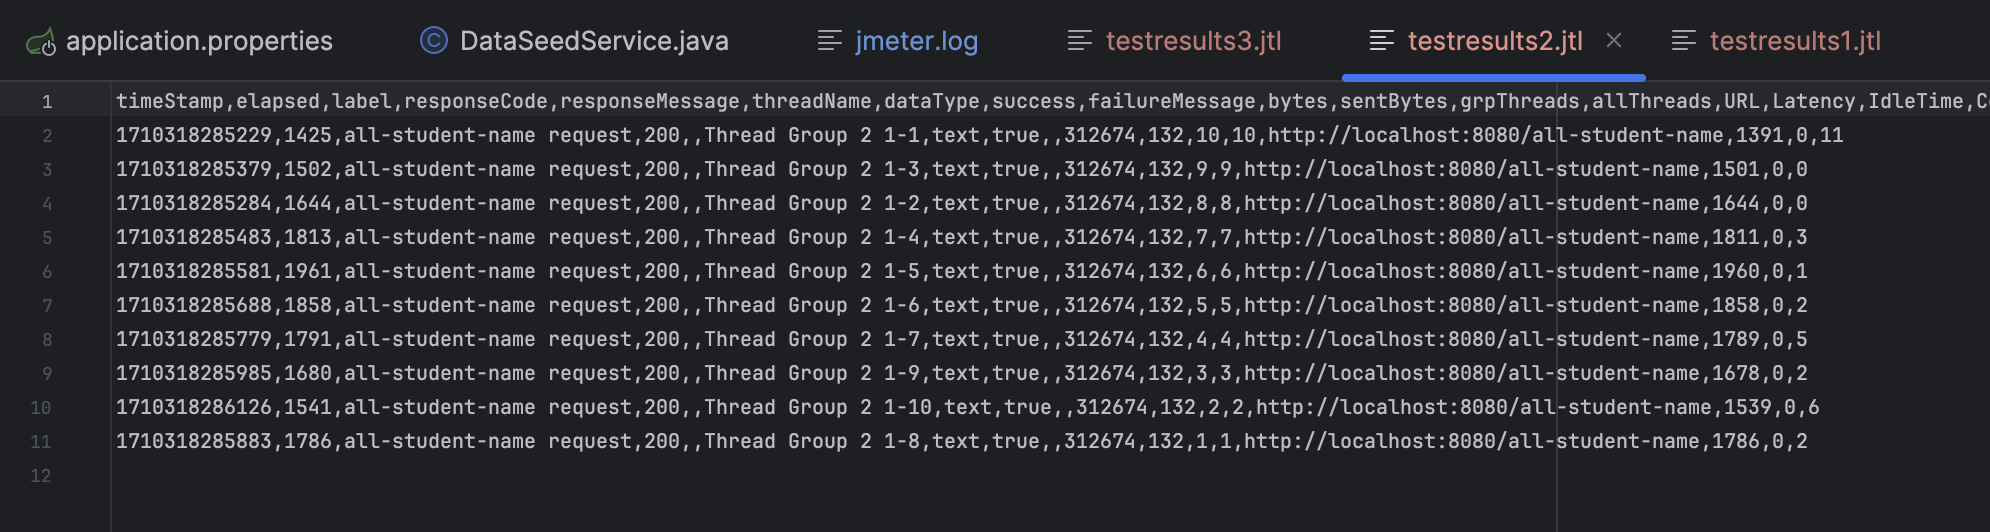 application.properties DataSeedService.java jmeter.log testresults3.jtl testresults2.jtl testresults1.jtl
1 timeStamp,elapsed,label,responseCode,responseMessage,threadName,dataType,success,failureMessage,bytes,sentBytes,grpThreads,allThreads,URL,Latency,IdleTime,C
2 1710318285229,1425,all-student-name request,200,,Thread Group 2 1-1,text,true,,312674,132,10,10,http://localhost:8080/all-student-name,1391,0,11
3 1710318285379,1502,all-student-name request,200,,Thread Group 2 1-3,text,true,,312674,132,9,9,http://localhost:8080/all-student-name,1501,0,0
4 1710318285284,1644,all-student-name request,200,,Thread Group 2 1-2,text,true,,312674,132,8,8,http://localhost:8080/all-student-name,1644,0,0
5 1710318285483,1813,all-student-name request,200,,Thread Group 2 1-4,text,true,,312674,132,7,7,http://localhost:8080/all-student-name,1811,0,3
6 1710318285581,1961,all-student-name request,200,,Thread Group 2 1-5,text,true,,312674,132,6,6,http://localhost:8080/all-student-name,1960,0,1
7 1710318285688,1858,all-student-name request,200,,Thread Group 2 1-6,text,true,,312674,132,5,5,http://localhost:8080/all-student-name,1858,0,2
8 1710318285779,1791,all-student-name request,200,,Thread Group 2 1-7,text,true,,312674,132,4,4,http://localhost:8080/all-student-name,1789,0,5
9 1710318285985,1680,all-student-name request,200,,Thread Group 2 1-9,text,true,,312674,132,3,3,http://localhost:8080/all-student-name,1678,0,2
10 1710318286126,1541,all-student-name request,200,,Thread Group 2 1-10,text,true,,312674,132,2,2,http://localhost:8080/all-student-name,1539,0,6
11 1710318285883,1786,all-student-name request,200,,Thread Group 2 1-8,text,true,,312674,132,1,1,http://localhost:8080/all-student-name,1786,0,2
12